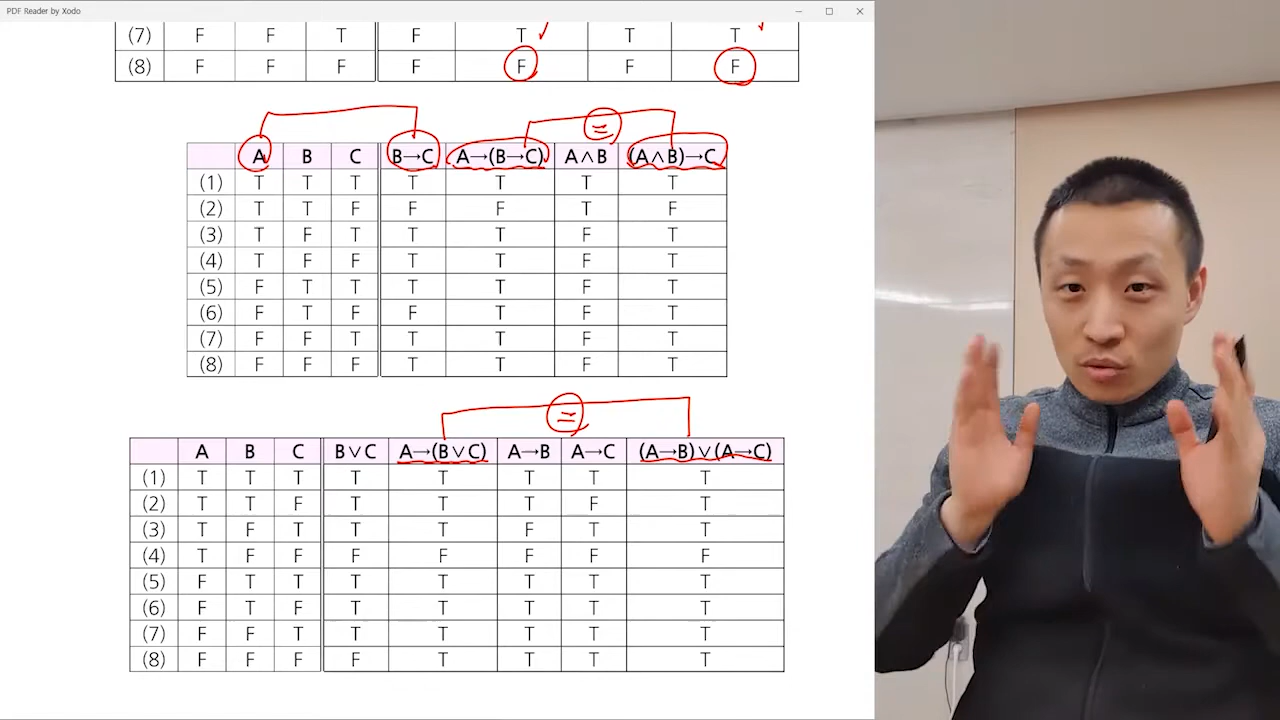 PDF Reader by Xodo
(7) F F T F T T T
(8) F F F F F F F
=
A B C B→C A→(B→C) A∧B (A∧B)→C
(1) T T T T T T T
(2) T T F F F T F
(3) T F T T T F T
(4) T F F T T F T
(5) F T T T T F T
(6) F T F F T F T
(7) F F T T T F T
(8) F F F T T F T
=
A B C B∨C A→(B∨C) A→B A→C (A→B)∨(A→C)
(1) T T T T T T T T
(2) T T F T T T F T
(3) T F T T T F T T
(4) T F F F F F F F
(5) F T T T T T T T
(6) F T F T T T T T
(7) F F T T T T T T
(8) F F F F T T T T